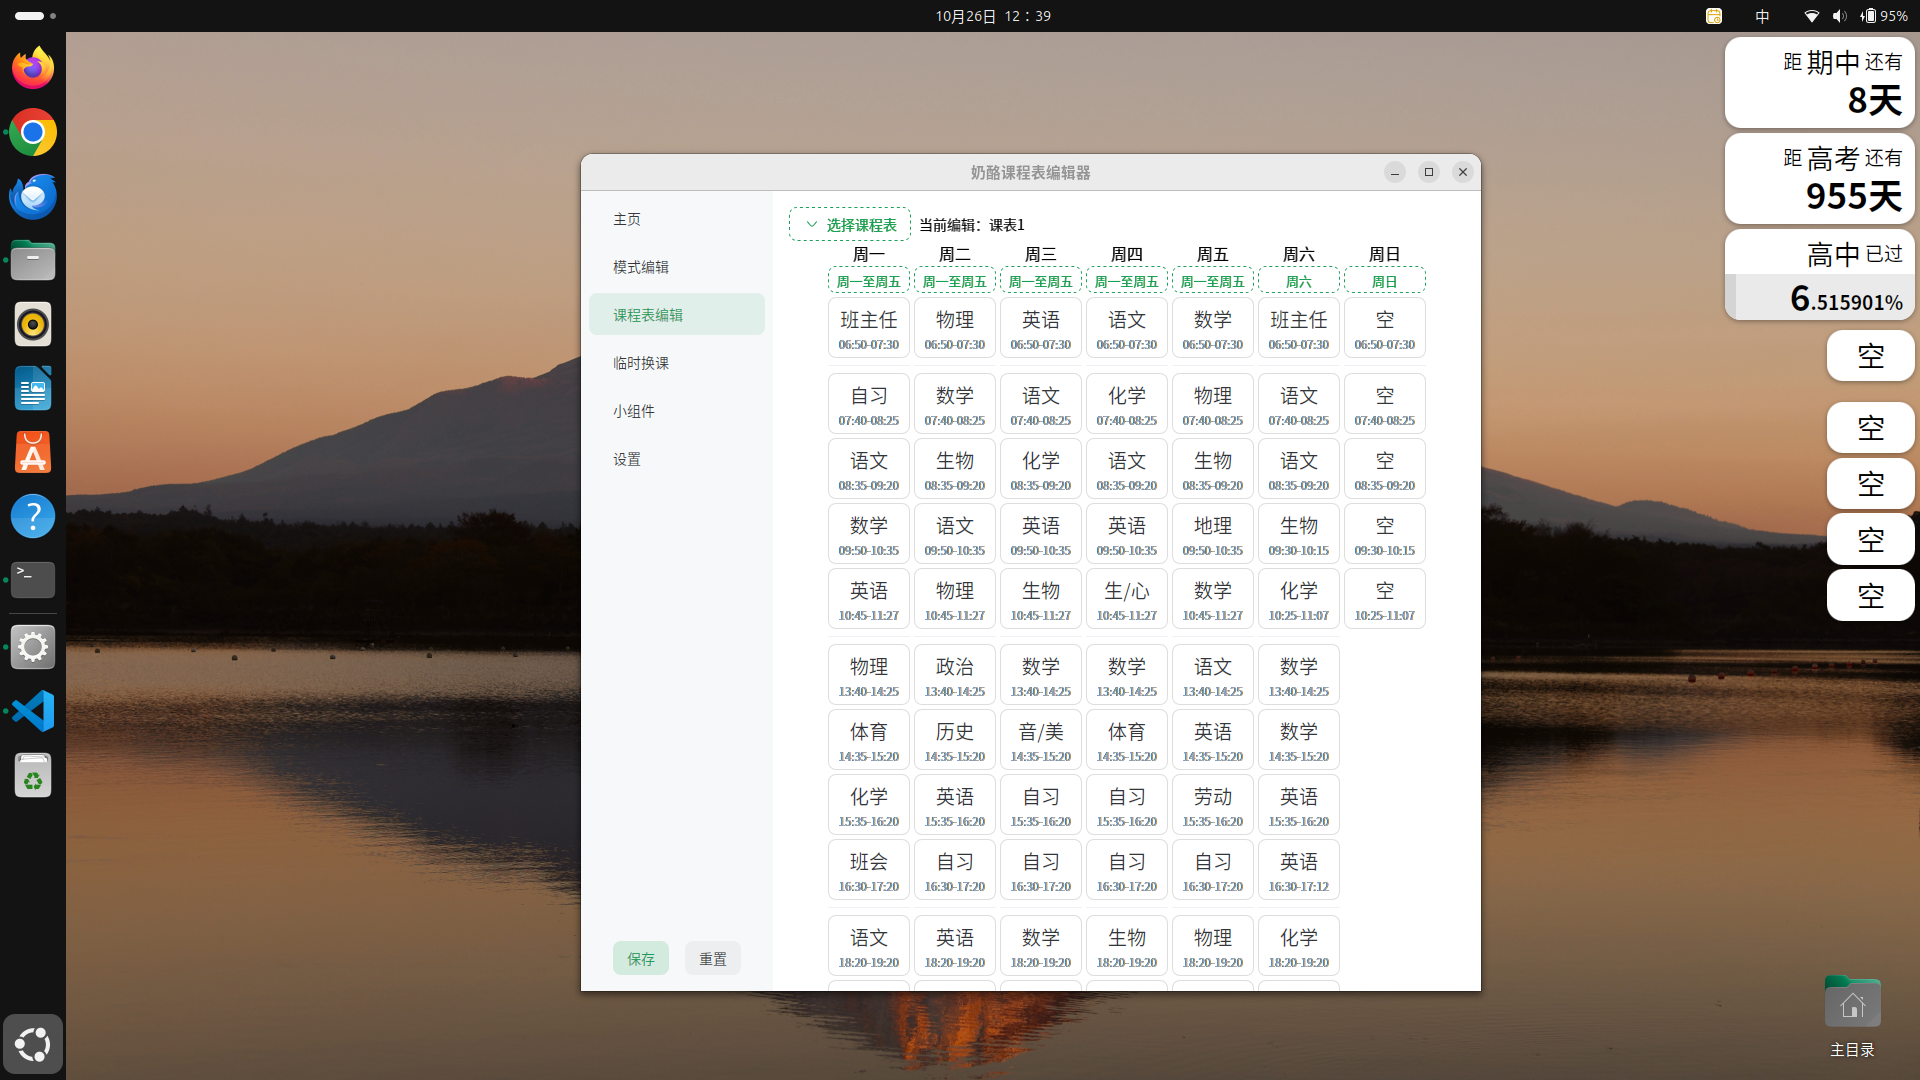 10月26日 12：39
中
95%
距 期中 还有
8天
距 高考 还有
955天
高中 已过
6.515901%
空
空
空
空
空
奶酪课程表编辑器
主页
模式编辑
课程表编辑
临时换课
小组件
设置
保存 重置
选择课程表 当前编辑：课表1
周一 周二 周三 周四 周五 周六 周日
周一至周五 周一至周五 周一至周五 周一至周五 周一至周五 周六 周日
班主任 物理 英语 语文 数学 班主任 空
06:50-07:30 06:50-07:30 06:50-07:30 06:50-07:30 06:50-07:30 06:50-07:30 06:50-07:30
自习 数学 语文 化学 物理 语文 空
07:40-08:25 07:40-08:25 07:40-08:25 07:40-08:25 07:40-08:25 07:40-08:25 07:40-08:25
语文 生物 化学 语文 生物 语文 空
08:35-09:20 08:35-09:20 08:35-09:20 08:35-09:20 08:35-09:20 08:35-09:20 08:35-09:20
数学 语文 英语 英语 地理 生物 空
09:50-10:35 09:50-10:35 09:50-10:35 09:50-10:35 09:50-10:35 09:30-10:15 09:30-10:15
英语 物理 生物 生/心 数学 化学 空
10:45-11:27 10:45-11:27 10:45-11:27 10:45-11:27 10:45-11:27 10:25-11:07 10:25-11:07
物理 政治 数学 数学 语文 数学
13:40-14:25 13:40-14:25 13:40-14:25 13:40-14:25 13:40-14:25 13:40-14:25
体育 历史 音/美 体育 英语 数学
14:35-15:20 14:35-15:20 14:35-15:20 14:35-15:20 14:35-15:20 14:35-15:20
化学 英语 自习 自习 劳动 英语
15:35-16:20 15:35-16:20 15:35-16:20 15:35-16:20 15:35-16:20 15:35-16:20
班会 自习 自习 自习 自习 英语
16:30-17:20 16:30-17:20 16:30-17:20 16:30-17:20 16:30-17:20 16:30-17:12
语文 英语 数学 生物 物理 化学
18:20-19:20 18:20-19:20 18:20-19:20 18:20-19:20 18:20-19:20 18:20-19:20
主目录